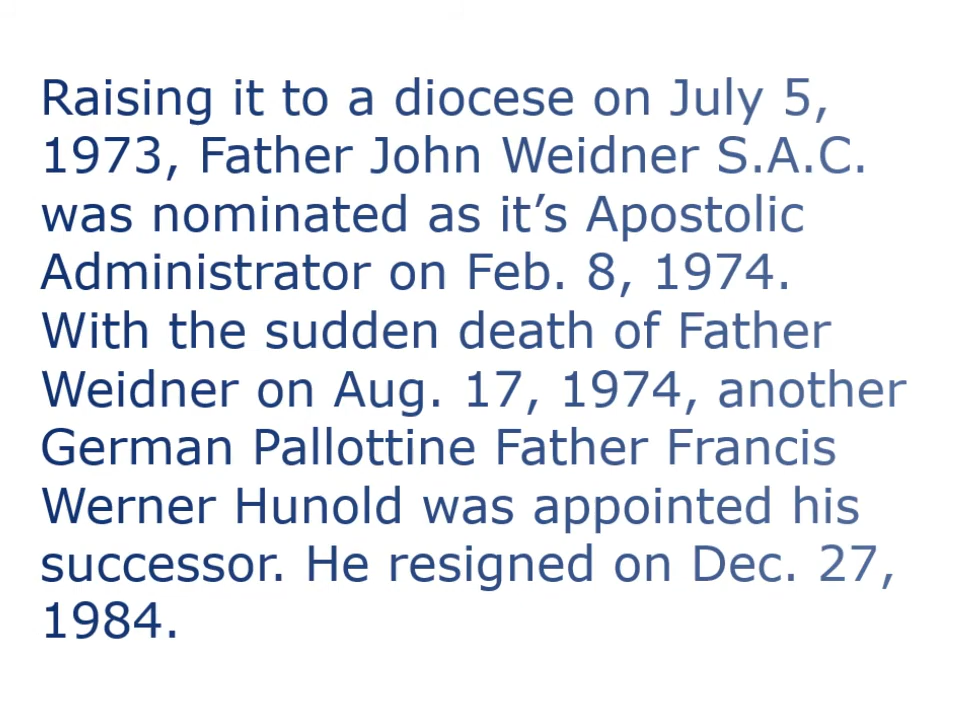 Raising it to a diocese on July 5,
1973, Father John Weidner S.A.C.
was nominated as it’s Apostolic
Administrator on Feb. 8, 1974.
With the sudden death of Father
Weidner on Aug. 17, 1974, another
German Pallottine Father Francis
Werner Hunold was appointed his
successor. He resigned on Dec. 27,
1984.